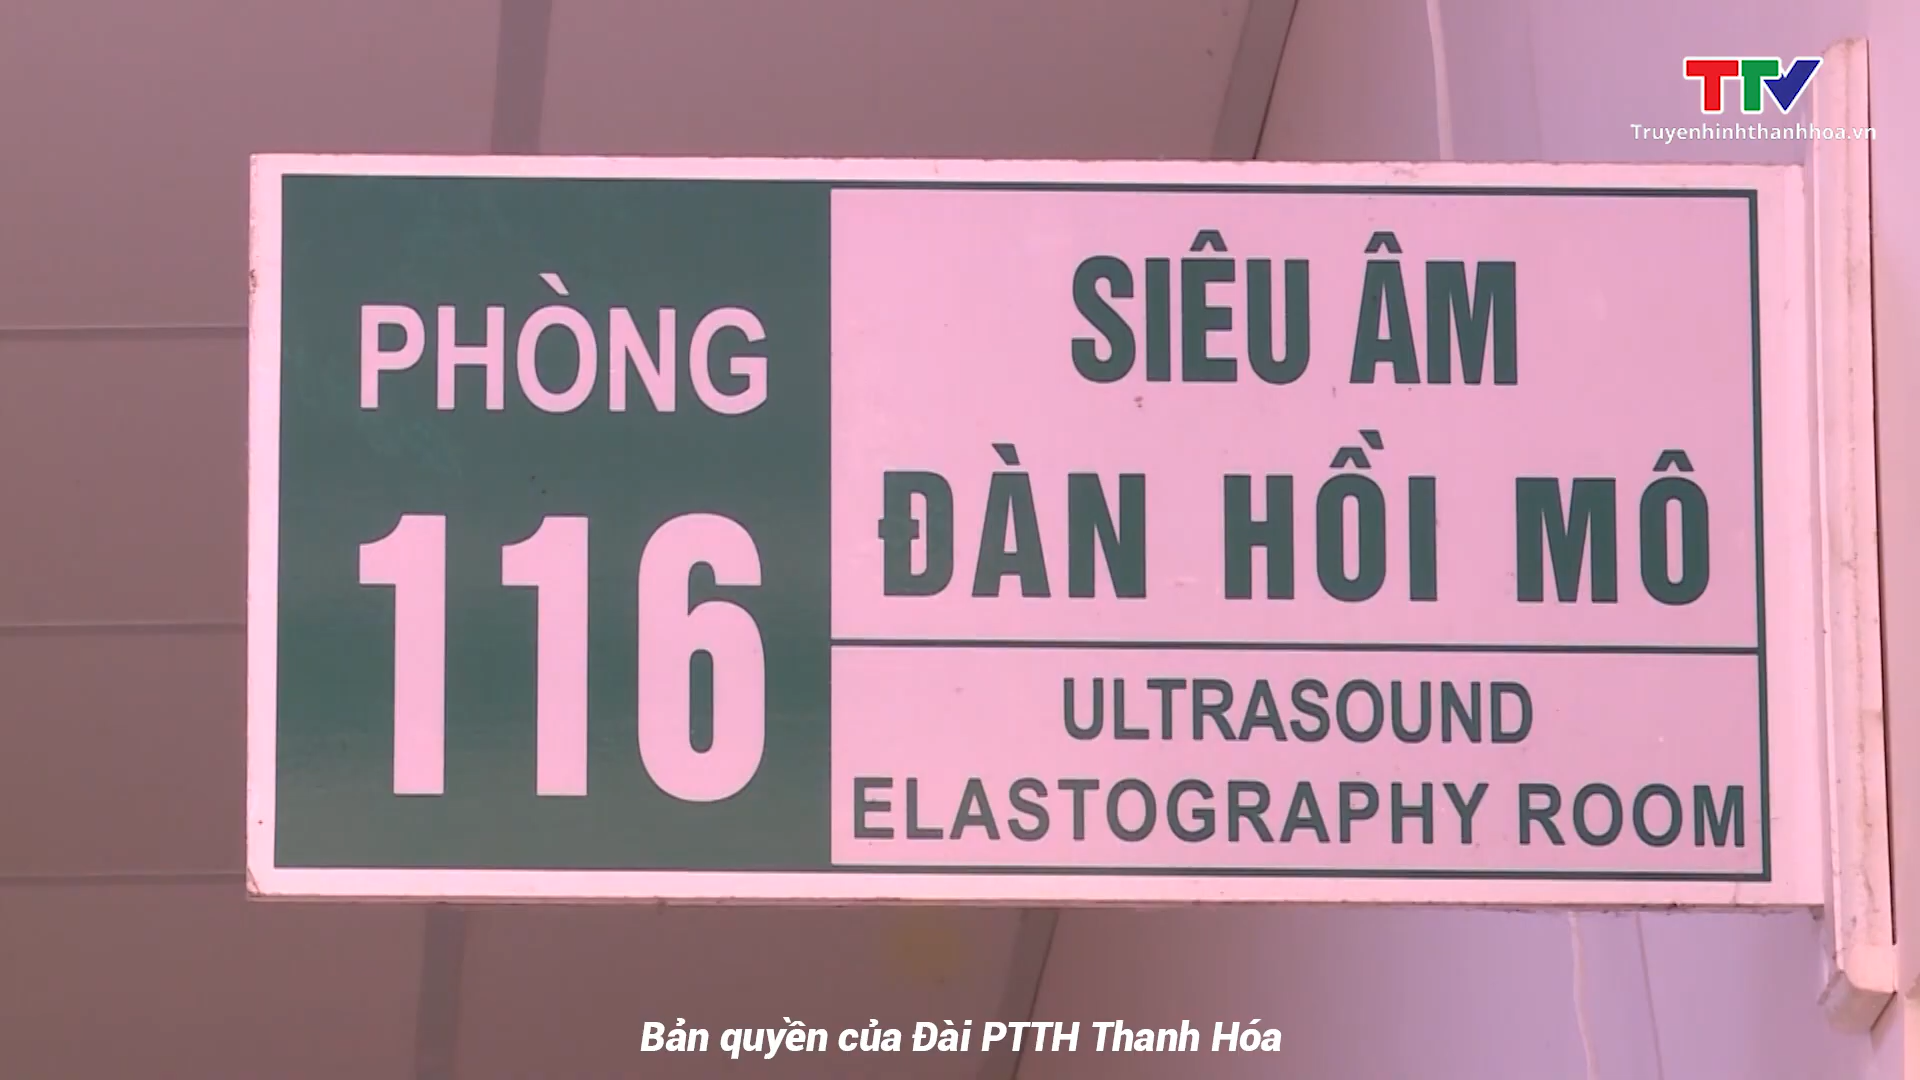 TTV
Truyenhinhthanhhoa.vn
PHÒNG
116
SIÊU ÂM
ĐÀN HỒI MÔ
ULTRASOUND
ELASTOGRAPHY ROOM
Bản quyền của Đài PTTH Thanh Hóa